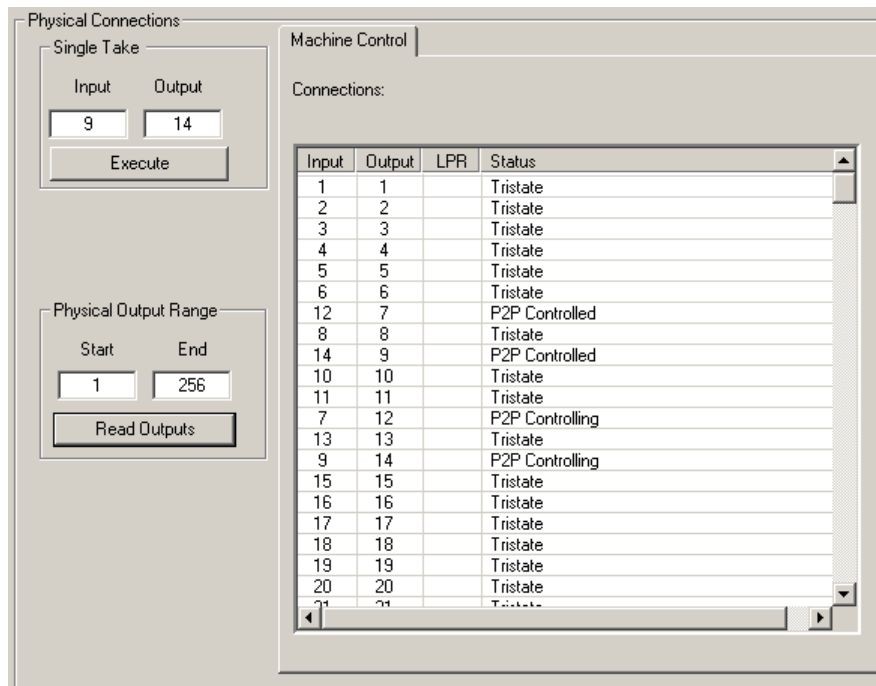 Physical Connections
Single Take
Input Output
9 14
Execute
Physical Output Range
Start End
1 256
Read Outputs
Machine Control
Connections:
Input Output LPR Status
1 1 Tristate
2 2 Tristate
3 3 Tristate
4 4 Tristate
5 5 Tristate
6 6 Tristate
12 7 P2P Controlled
8 8 Tristate
14 9 P2P Controlled
10 10 Tristate
11 11 Tristate
7 12 P2P Controlling
13 13 Tristate
9 14 P2P Controlling
15 15 Tristate
16 16 Tristate
17 17 Tristate
18 18 Tristate
19 19 Tristate
20 20 Tristate
21 21 Tristate